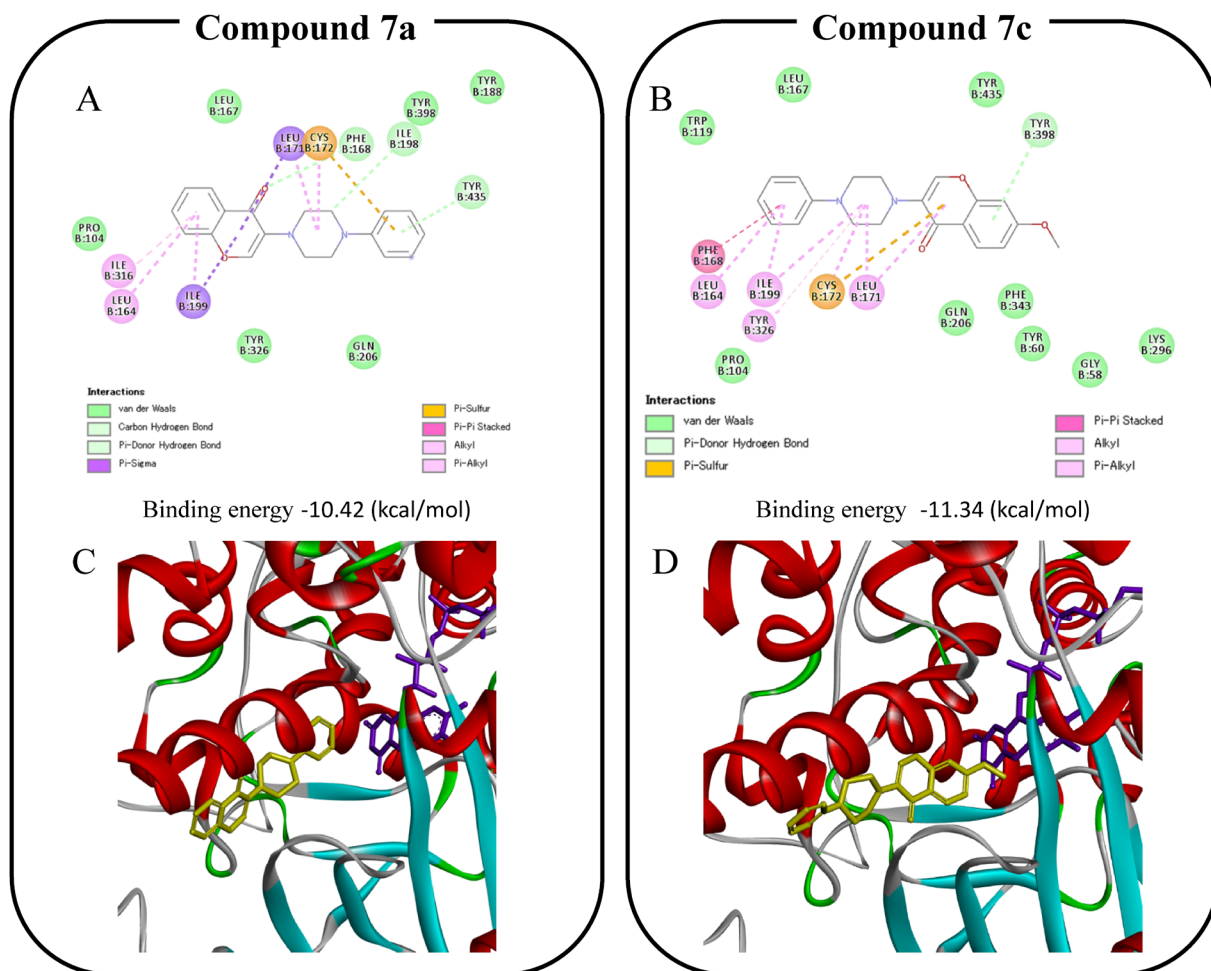 Compound 7a
A
LEU
B:167
TYR
B:188
TYR
B:398
LEU
B:171
CYS
B:172
PHE
B:168
ILE
B:198
TYR
B:435
PRO
B:104
ILE
B:316
LEU
B:164
ILE
B:199
TYR
B:326
GLN
B:206
O
O
N
N
Interactions
van der Waals
Carbon Hydrogen Bond
Pi-Donor Hydrogen Bond
Pi-Sigma
Pi-Sulfur
Pi-Pi Stacked
Alkyl
Pi-Alkyl
Binding energy -10.42 (kcal/mol)
C
Compound 7c
B
LEU
B:167
TYR
B:435
TRP
B:119
TYR
B:398
PHE
B:168
LEU
B:164
ILE
B:199
TYR
B:326
CYS
B:172
LEU
B:171
PRO
B:104
GLN
B:206
PHE
B:343
TYR
B:60
GLY
B:58
LYS
B:296
N
N
O
O
O
Interactions
van der Waals
Pi-Donor Hydrogen Bond
Pi-Sulfur
Pi-Pi Stacked
Alkyl
Pi-Alkyl
Binding energy -11.34 (kcal/mol)
D